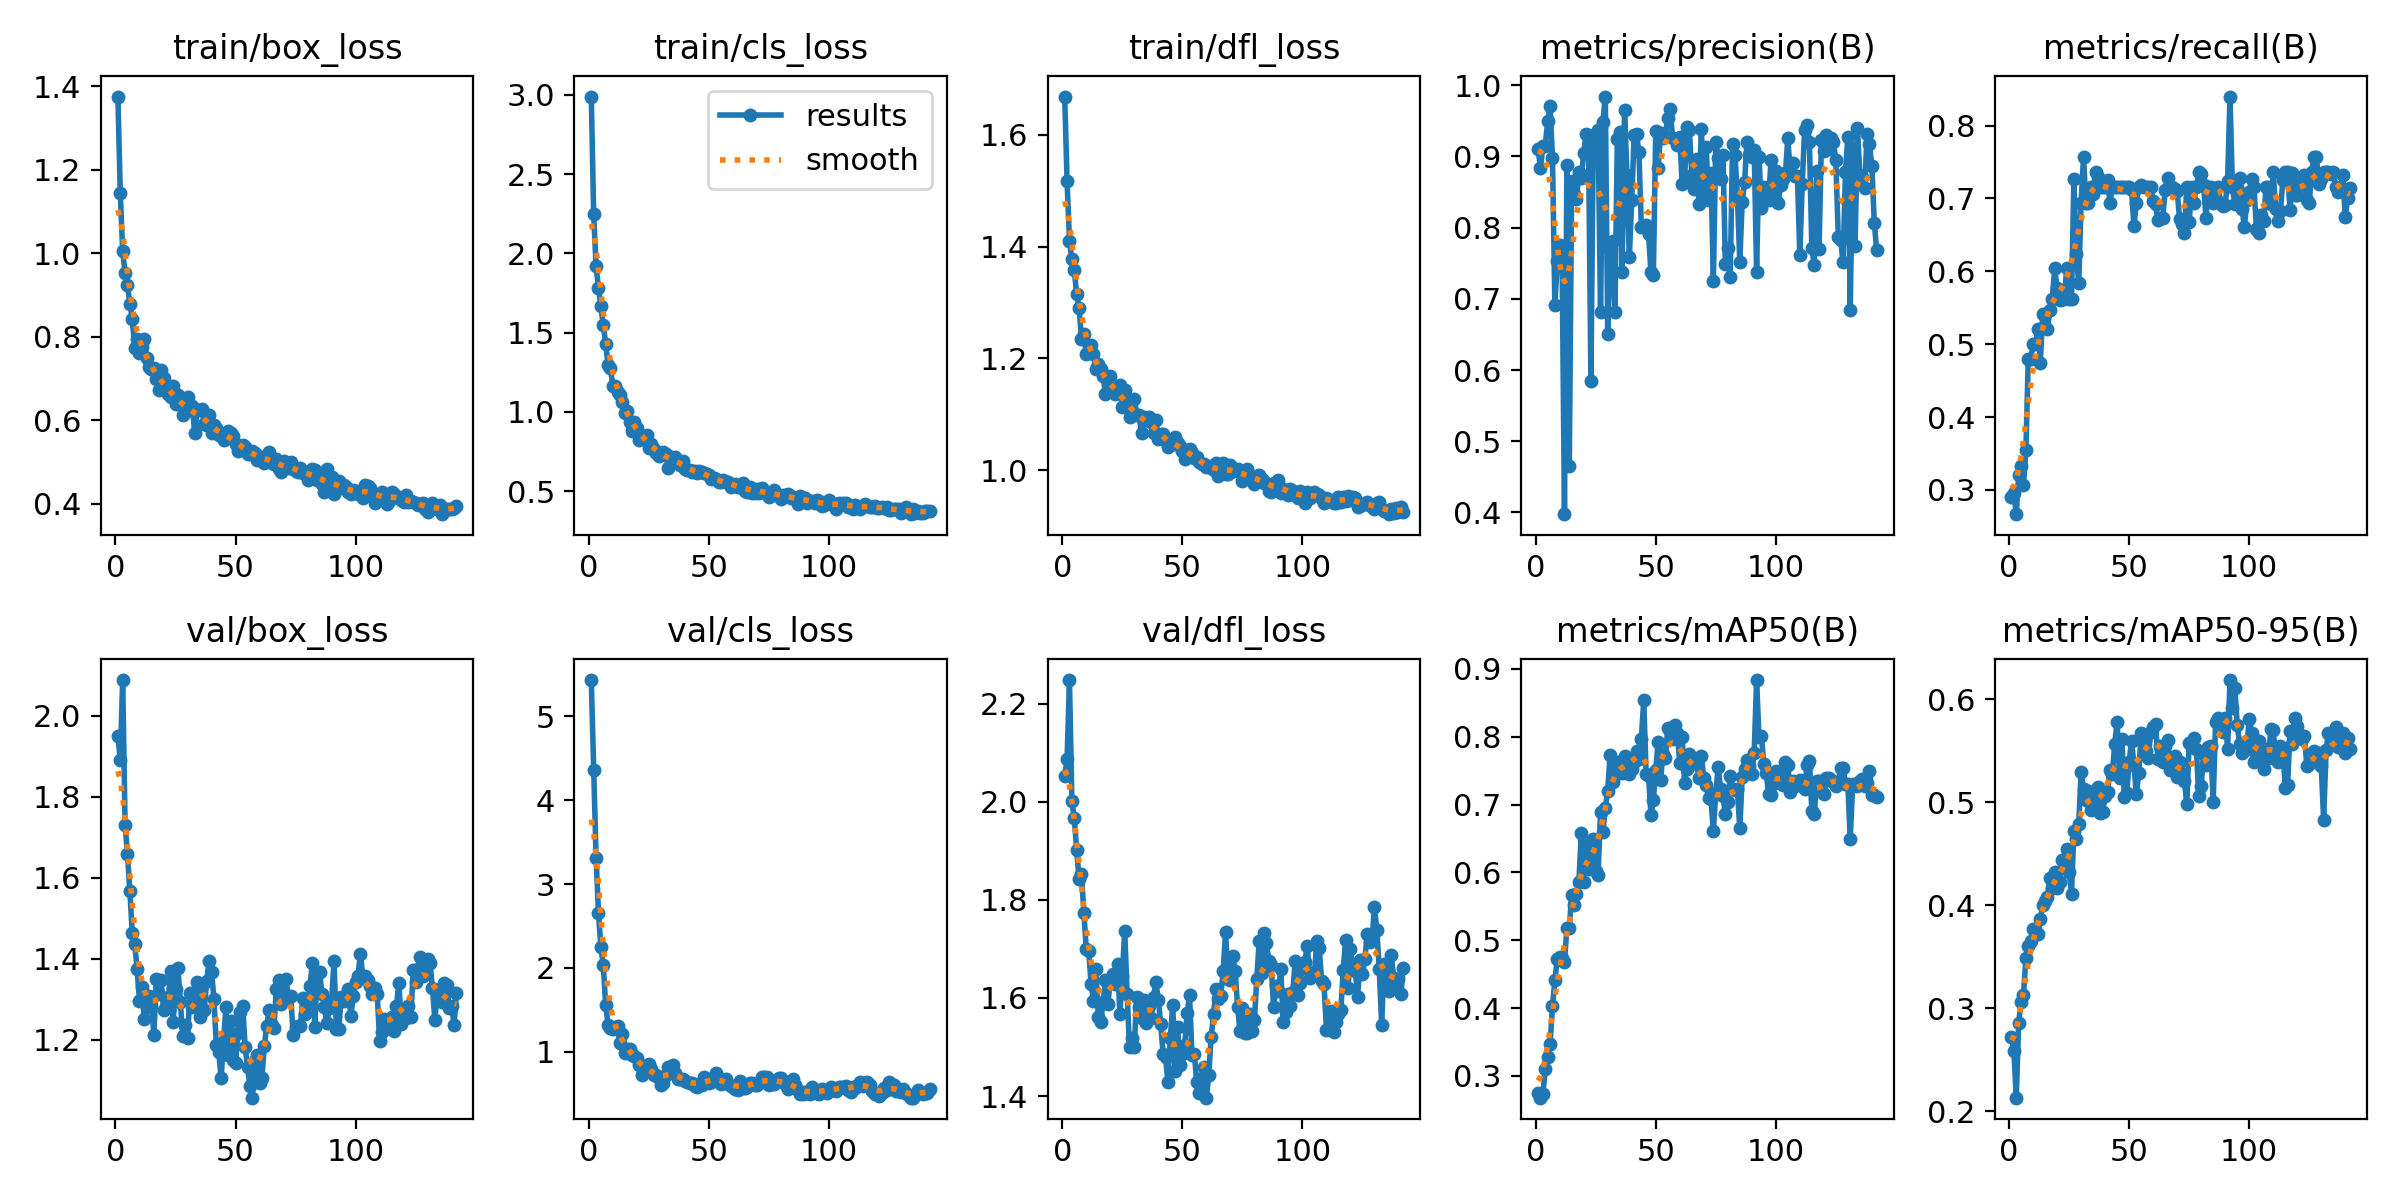 train/box_loss
1.4
1.2
1.0
0.8
0.6
0.4
0 50 100
train/cls_loss
results
smooth
3.0
2.5
2.0
1.5
1.0
0.5
0 50 100
train/dfl_loss
1.6
1.4
1.2
1.0
0 50 100
metrics/precision(B)
1.0
0.9
0.8
0.7
0.6
0.5
0.4
0 50 100
metrics/recall(B)
0.8
0.7
0.6
0.5
0.4
0.3
0 50 100
val/box_loss
2.0
1.8
1.6
1.4
1.2
0 50 100
val/cls_loss
5
4
3
2
1
0 50 100
val/dfl_loss
2.2
2.0
1.8
1.6
1.4
0 50 100
metrics/mAP50(B)
0.9
0.8
0.7
0.6
0.5
0.4
0.3
0 50 100
metrics/mAP50-95(B)
0.6
0.5
0.4
0.3
0.2
0 50 100